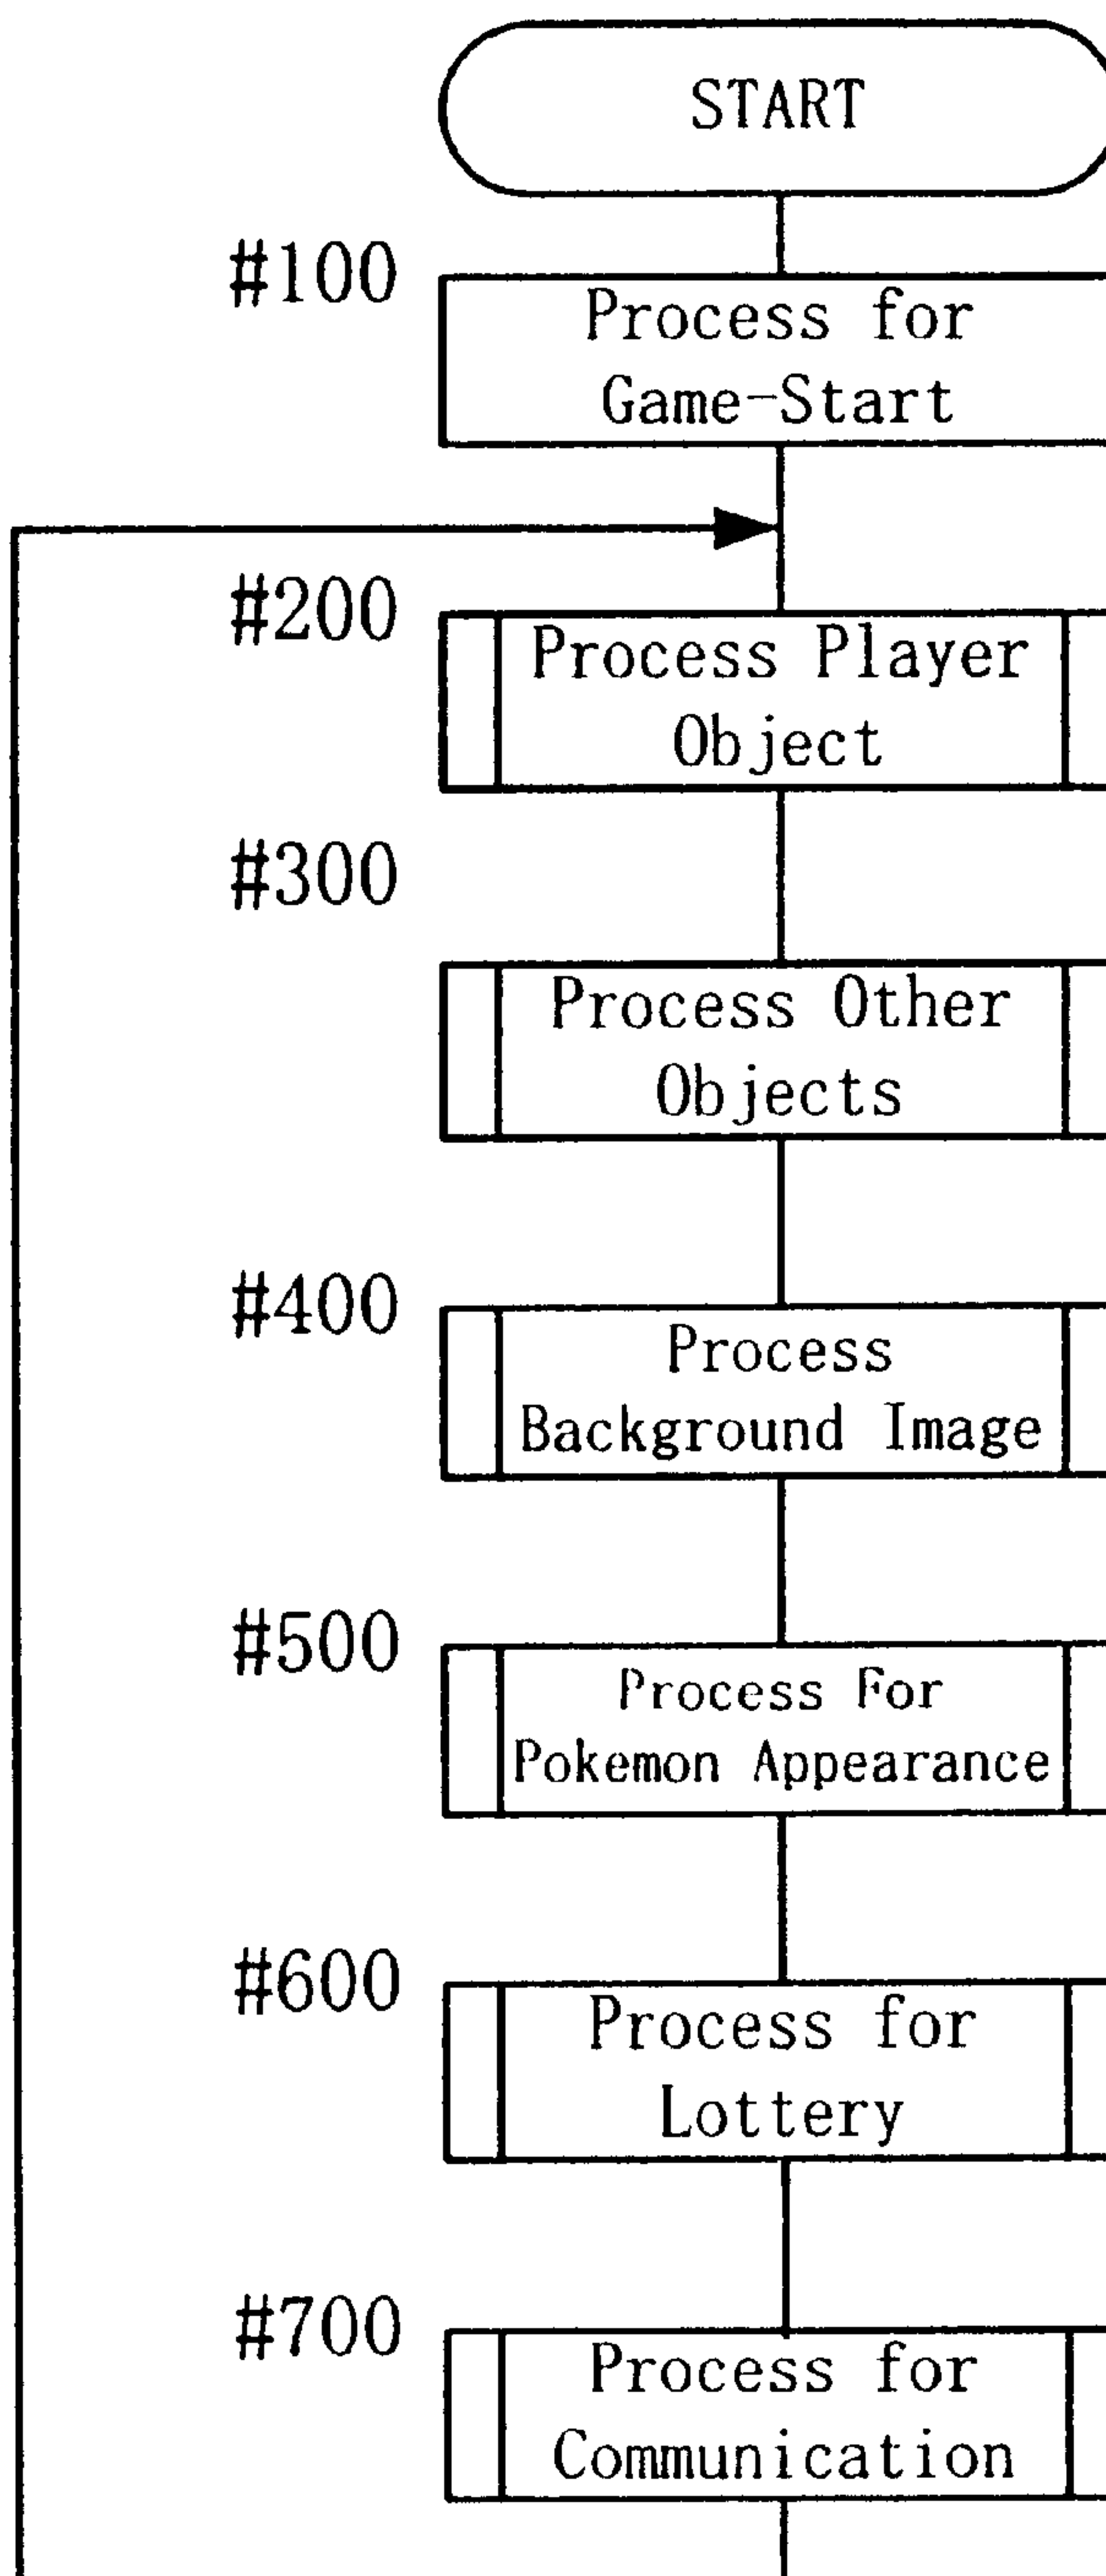 START
#100
Process for
Game-Start
#200
Process Player
Object
#300
Process Other
Objects
#400
Process
Background Image
#500
Process For
Pokemon Appearance
#600
Process for
Lottery
#700
Process for
Communication